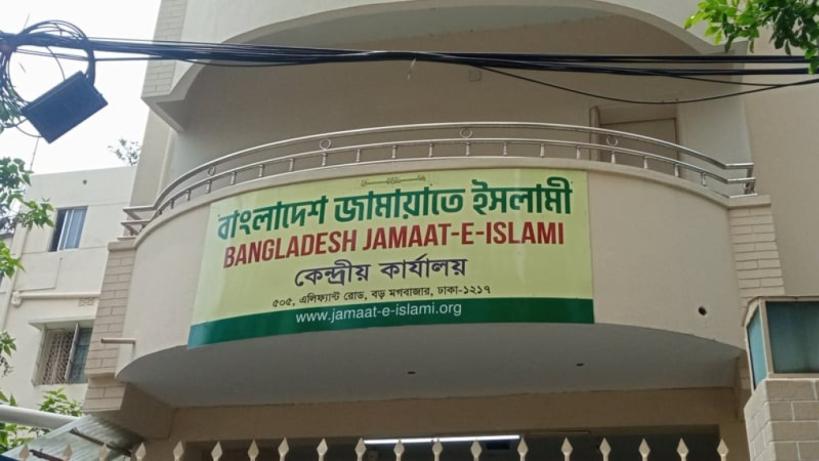 বাংলাদেশ জামায়াতে ইসলামী
BANGLADESH JAMAAT-E-ISLAMI
কেন্দ্রীয় কার্যালয়
৫০৫, এলিফ্যান্ট রোড, বড় মগবাজার, ঢাকা-১২১৭
www.jamaat-e-islami.org